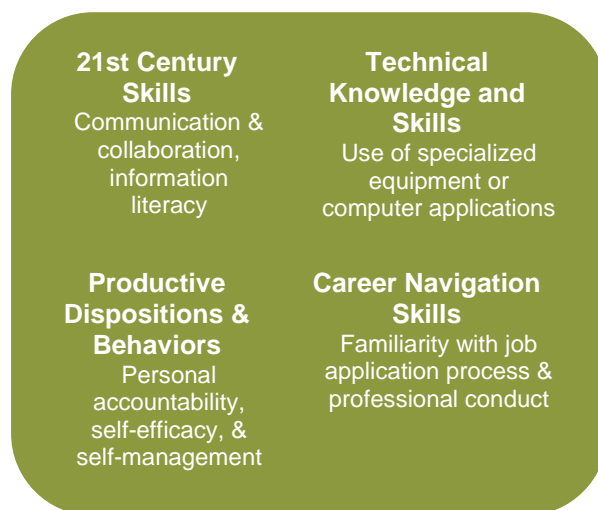 21st Century
Skills
Communication &
collaboration,
information
literacy
Technical
Knowledge and
Skills
Use of specialized
equipment or
computer applications
Productive
Dispositions &
Behaviors
Personal
accountability,
self-efficacy, &
self-management
Career Navigation
Skills
Familiarity with job
application process &
professional conduct